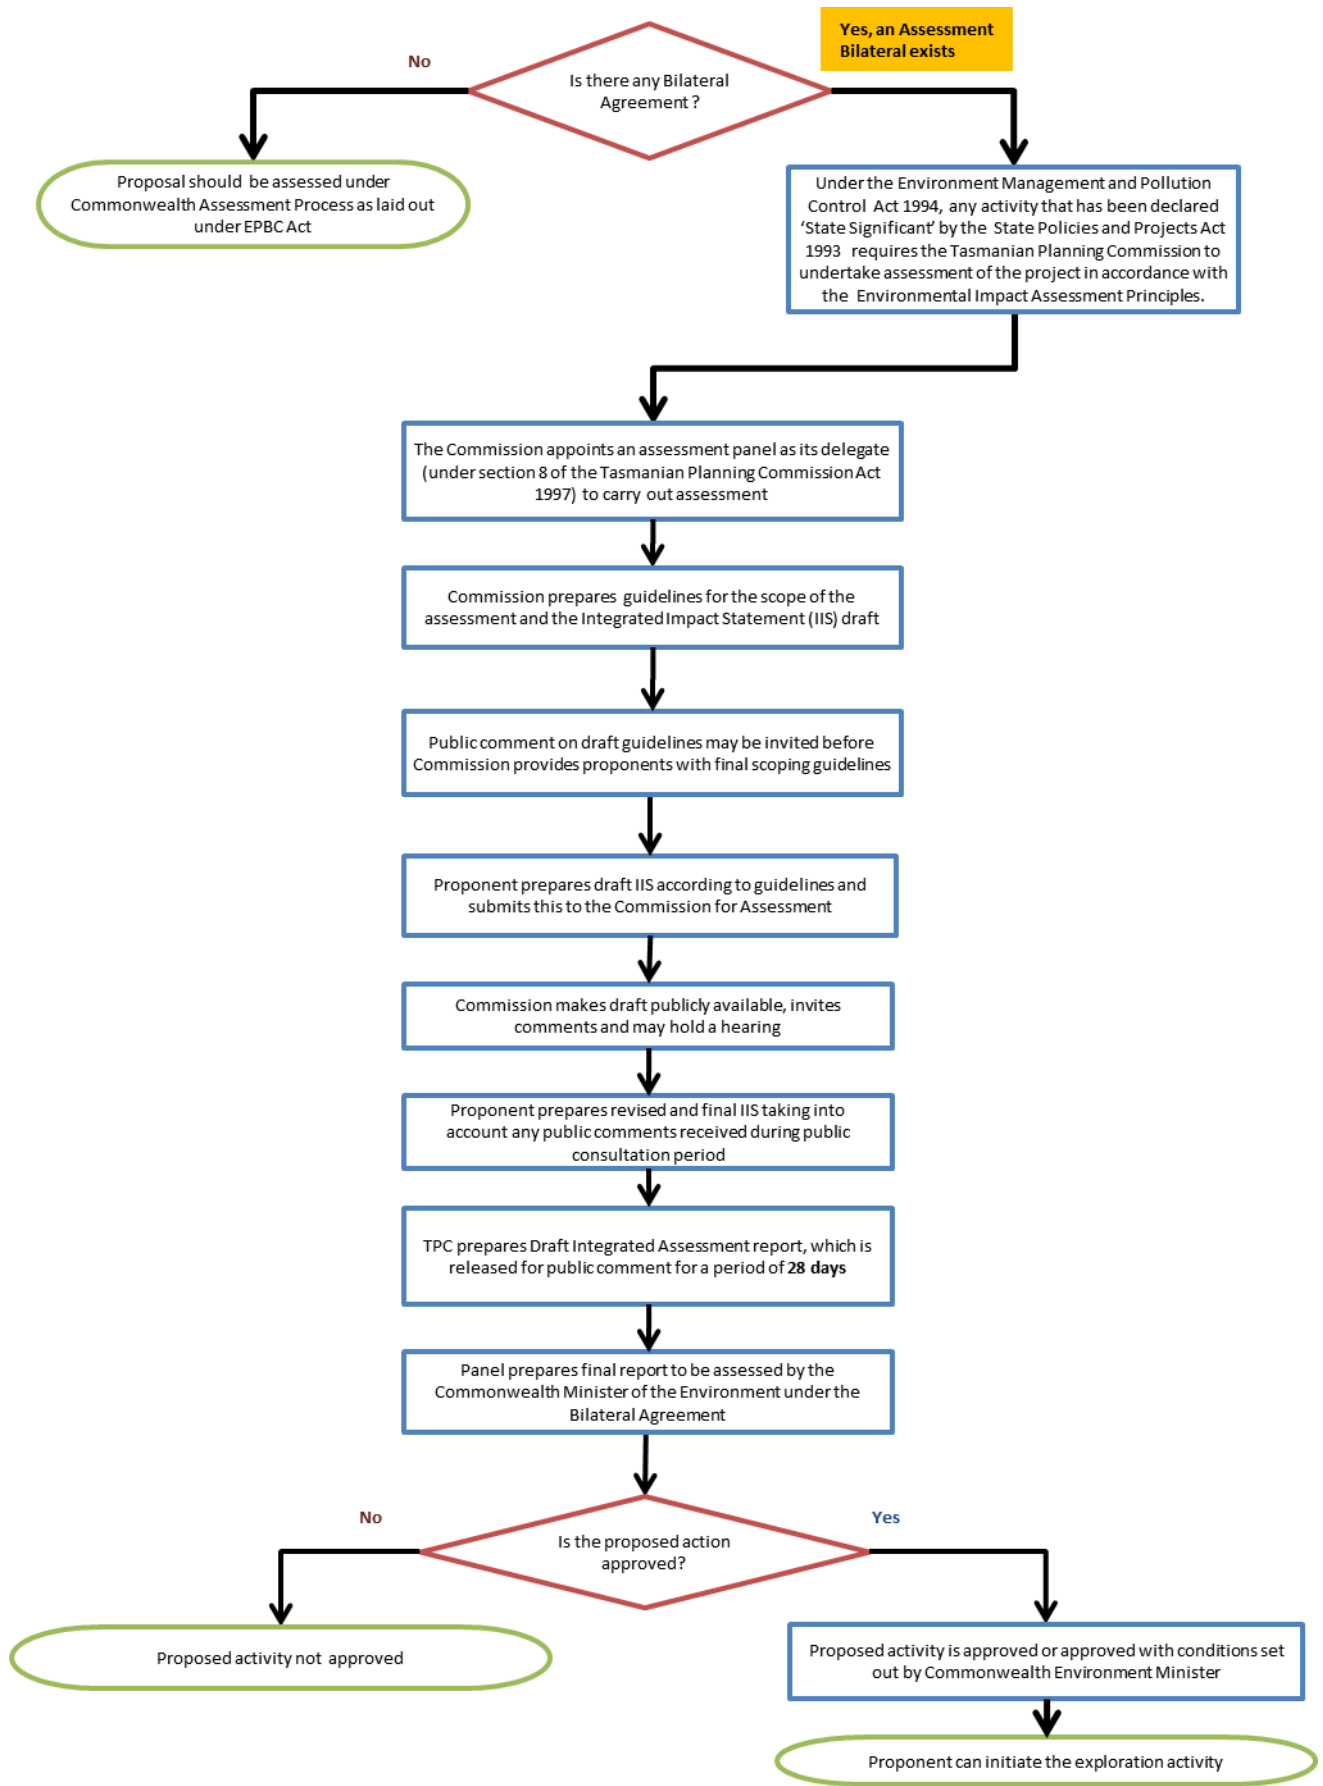 Yes, an Assessment
Bilateral exists
No
Is there any Bilateral
Agreement ?
Proposal should be assessed under
Commonwealth Assessment Process as laid out
under EPBC Act
Under the Environment Management and Pollution
Control Act 1994, any activity that has been declared
‘State Significant’ by the State Policies and Projects Act
1993 requires the Tasmanian Planning Commission to
undertake assessment of the project in accordance with
the Environmental Impact Assessment Principles.
The Commission appoints an assessment panel as its delegate
(under section 8 of the Tasmanian Planning Commission Act
1997) to carry out assessment
Commission prepares guidelines for the scope of the
assessment and the Integrated Impact Statement (IIS) draft
Public comment on draft guidelines may be invited before
Commission provides proponents with final scoping guidelines
Proponent prepares draft IIS according to guidelines and
submits this to the Commission for Assessment
Commission makes draft publicly available, invites
comments and may hold a hearing
Proponent prepares revised and final IIS taking into
account any public comments received during public
consultation period
TPC prepares Draft Integrated Assessment report, which is
released for public comment for a period of 28 days
Panel prepares final report to be assessed by the
Commonwealth Minister of the Environment under the
Bilateral Agreement
No
Yes
Is the proposed action
approved?
Proposed activity not approved
Proposed activity is approved or approved with conditions set
out by Commonwealth Environment Minister
Proponent can initiate the exploration activity